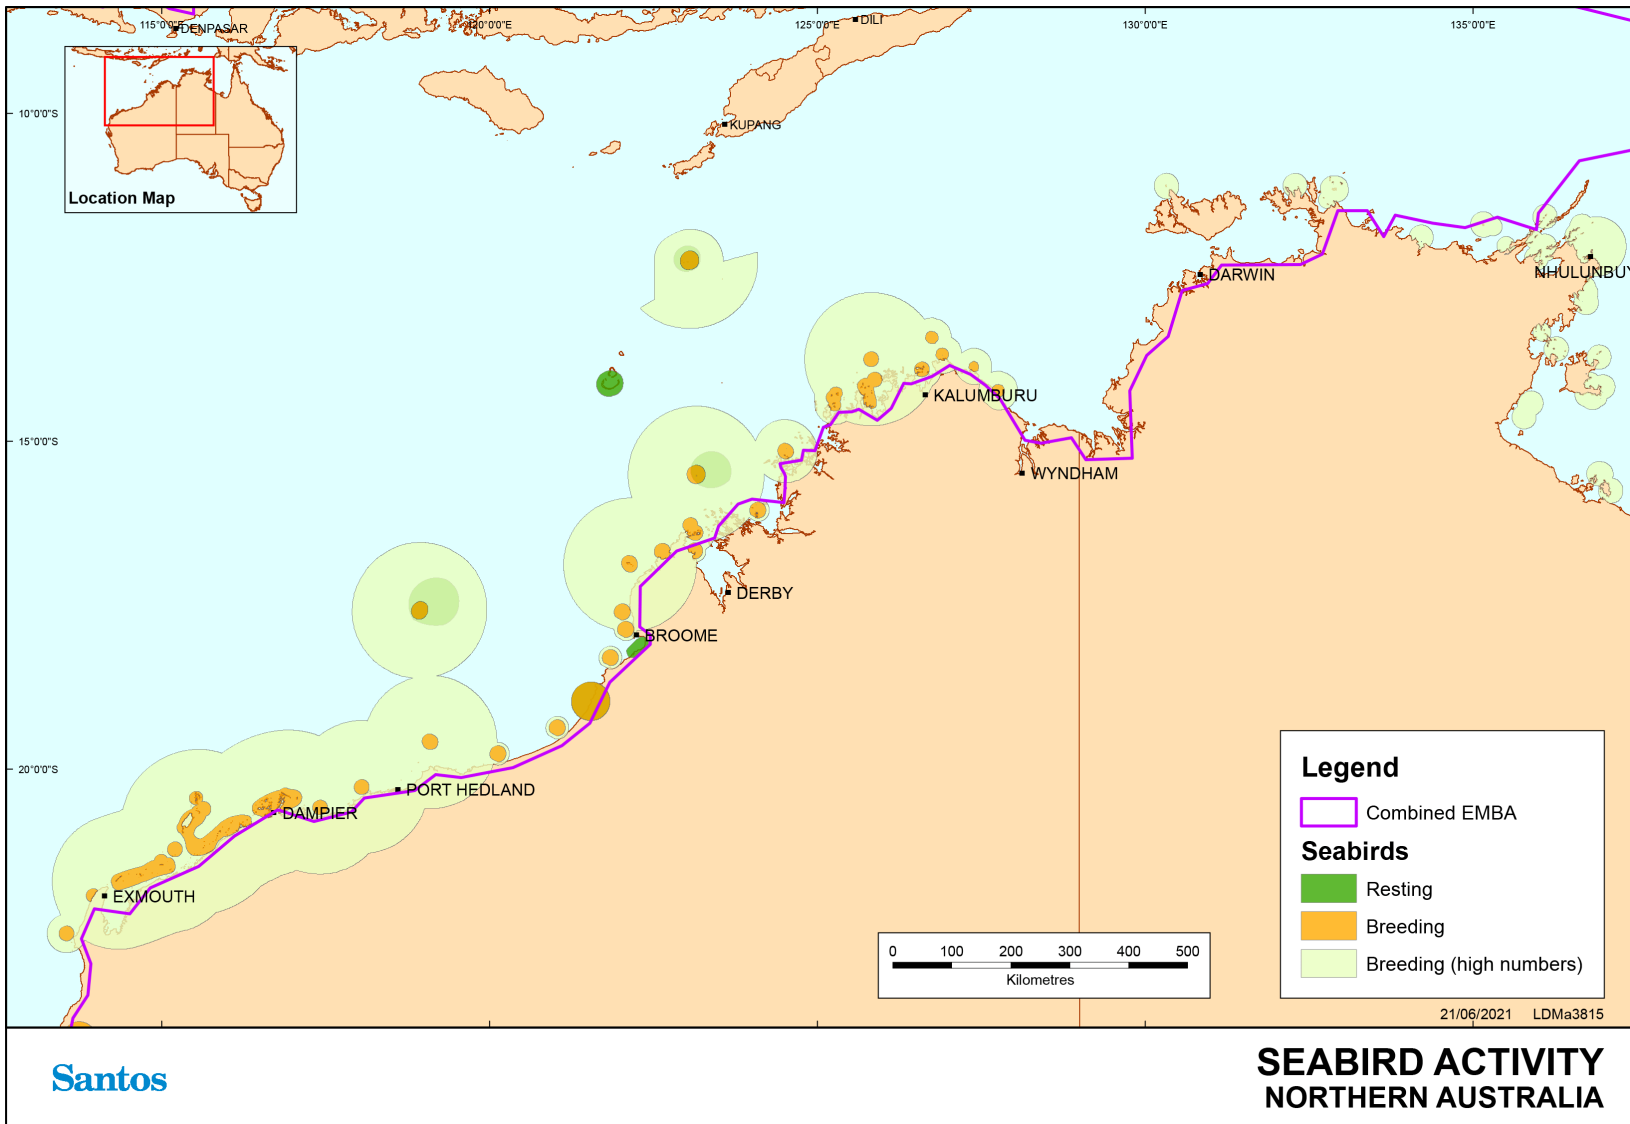 115°0'0"E
120°0'0"E
125°0'0"E
130°0'0"E
135°0'0"E
DENPASAR
DILI
Location Map
10°0'0"S
KUPANG
DARWIN
NHULUNBUY
KALUMBURU
15°0'0"S
WYNDHAM
DERBY
BROOME
20°0'0"S
PORT HEDLAND
DAMPIER
EXMOUTH
Legend
Combined EMBA
Seabirds
Resting
Breeding
Breeding (high numbers)
0 100 200 300 400 500
Kilometres
21/06/2021 LDMa3815
Santos
SEABIRD ACTIVITY
NORTHERN AUSTRALIA